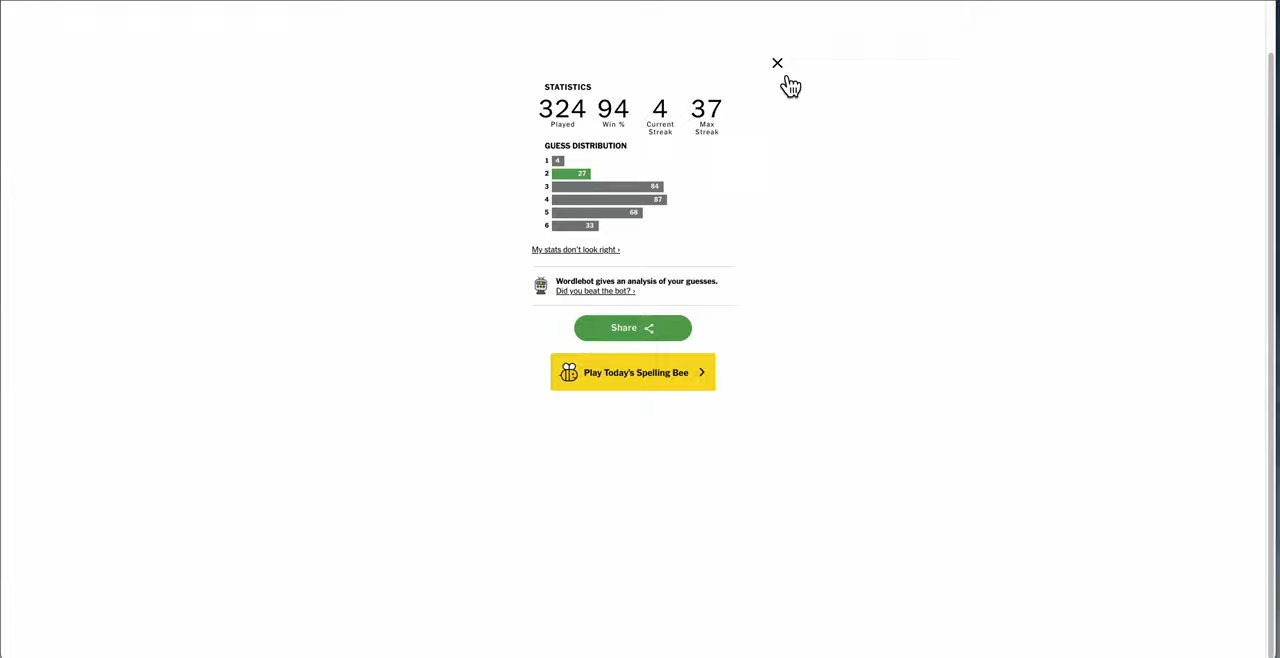 STATISTICS
324 94 4 37
Played Win % Current Streak Max Streak
GUESS DISTRIBUTION
1 4
2 27
3 84
4 87
5 68
6 33
My stats don't look right ›
Wordlebot gives an analysis of your guesses.
Did you beat the bot? ›
Share
Play Today's Spelling Bee